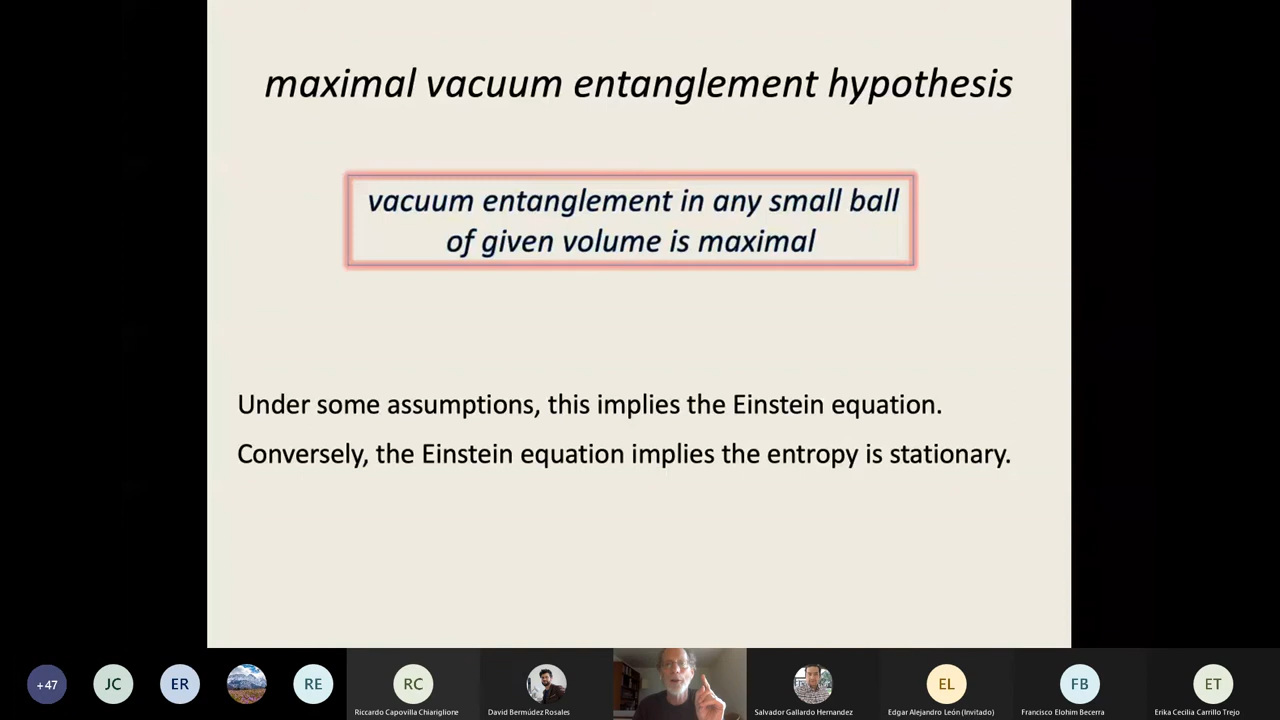 maximal vacuum entanglement hypothesis
vacuum entanglement in any small ball
of given volume is maximal
Under some assumptions, this implies the Einstein equation.
Conversely, the Einstein equation implies the entropy is stationary.
+47
JC
ER
RE
RC
EL
FB
ET
Riccardo Capovilla Chiariglione
David Bermúdez Rosales
Salvador Gallardo Hernandez
Edgar Alejandro León (Invitado)
Francisco Elohim Becerra
Erika Cecilia Carrillo Trejo